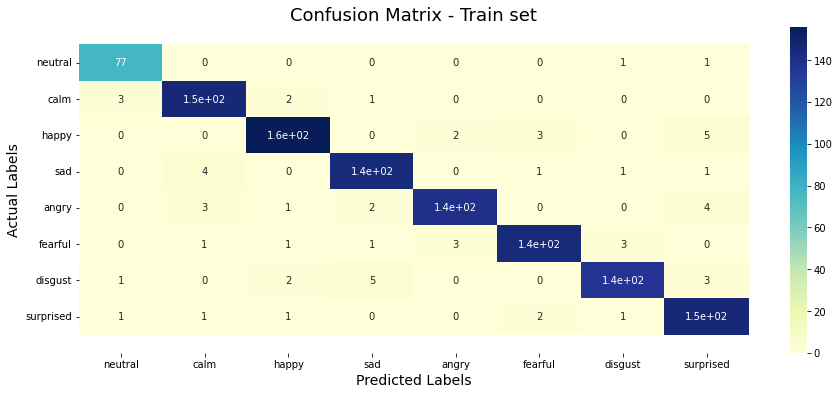 Confusion Matrix - Train set
neutral 77 0 0 0 0 0 1 1
calm 3 1.5e+02 2 1 0 0 0 0
happy 0 0 1.6e+02 0 2 3 0 5
sad 0 4 0 1.4e+02 0 1 1 1
angry 0 3 1 2 1.4e+02 0 0 4
fearful 0 1 1 1 3 1.4e+02 3 0
disgust 1 0 2 5 0 0 1.4e+02 3
surprised 1 1 1 0 0 2 1 1.5e+02
neutral calm happy sad angry fearful disgust surprised
Predicted Labels
Actual Labels
140
120
100
80
60
40
20
0